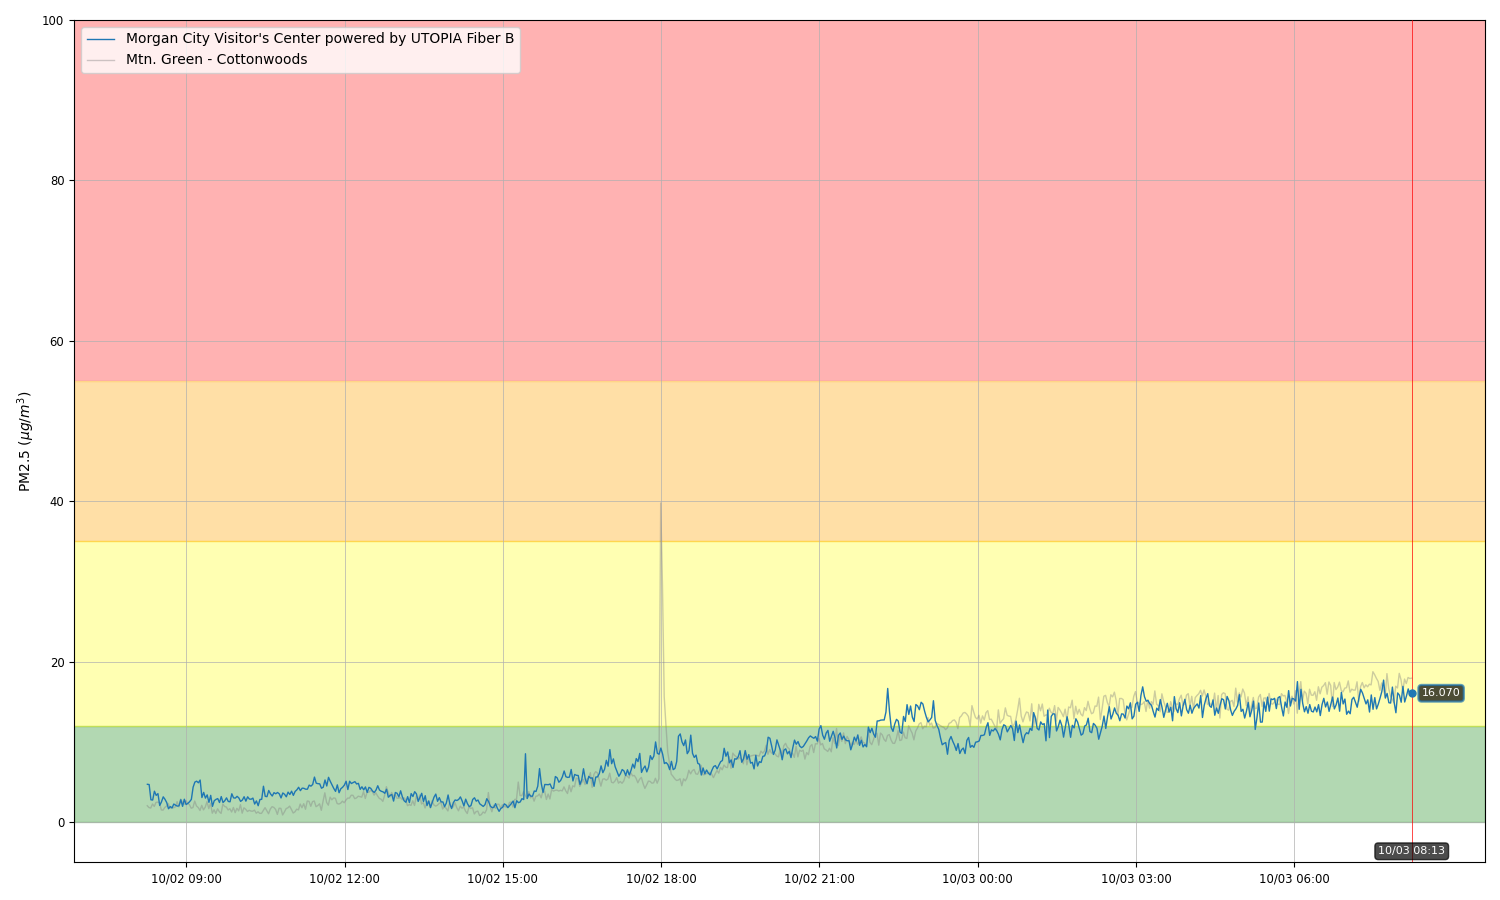 Morgan City Visitor's Center powered by UTOPIA Fiber B
Mtn. Green - Cottonwoods
100
80
60
40
20
0
PM2.5 (μg/m³)
16.070
10/03 08:13
10/02 09:00 10/02 12:00 10/02 15:00 10/02 18:00 10/02 21:00 10/03 00:00 10/03 03:00 10/03 06:00